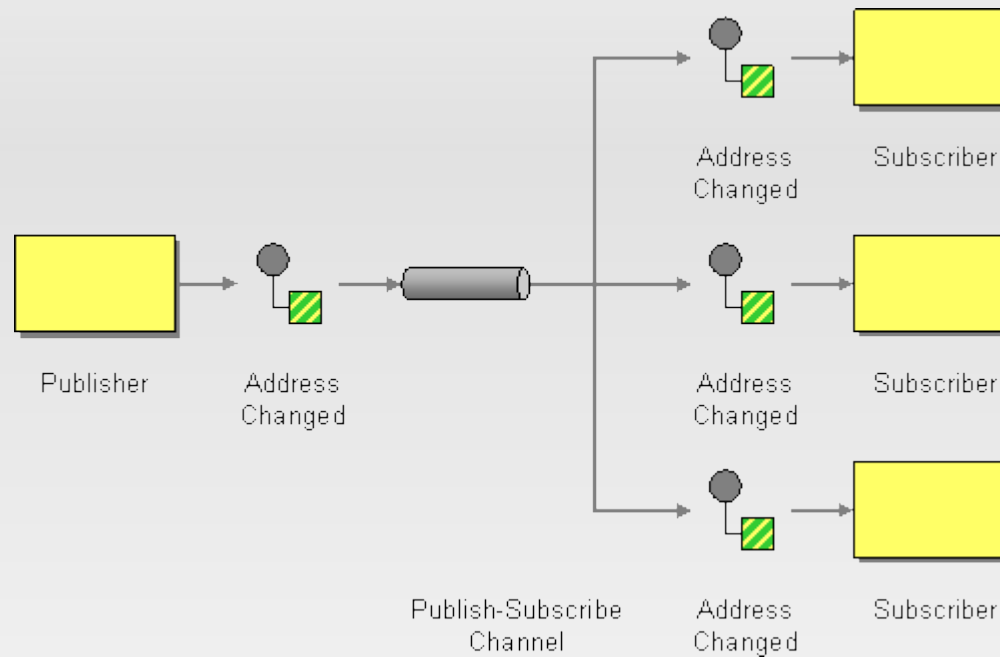 Address
Changed
Subscriber
Publisher
Address
Changed
Address
Changed
Subscriber
Publish-Subscribe
Channel
Address
Changed
Subscriber